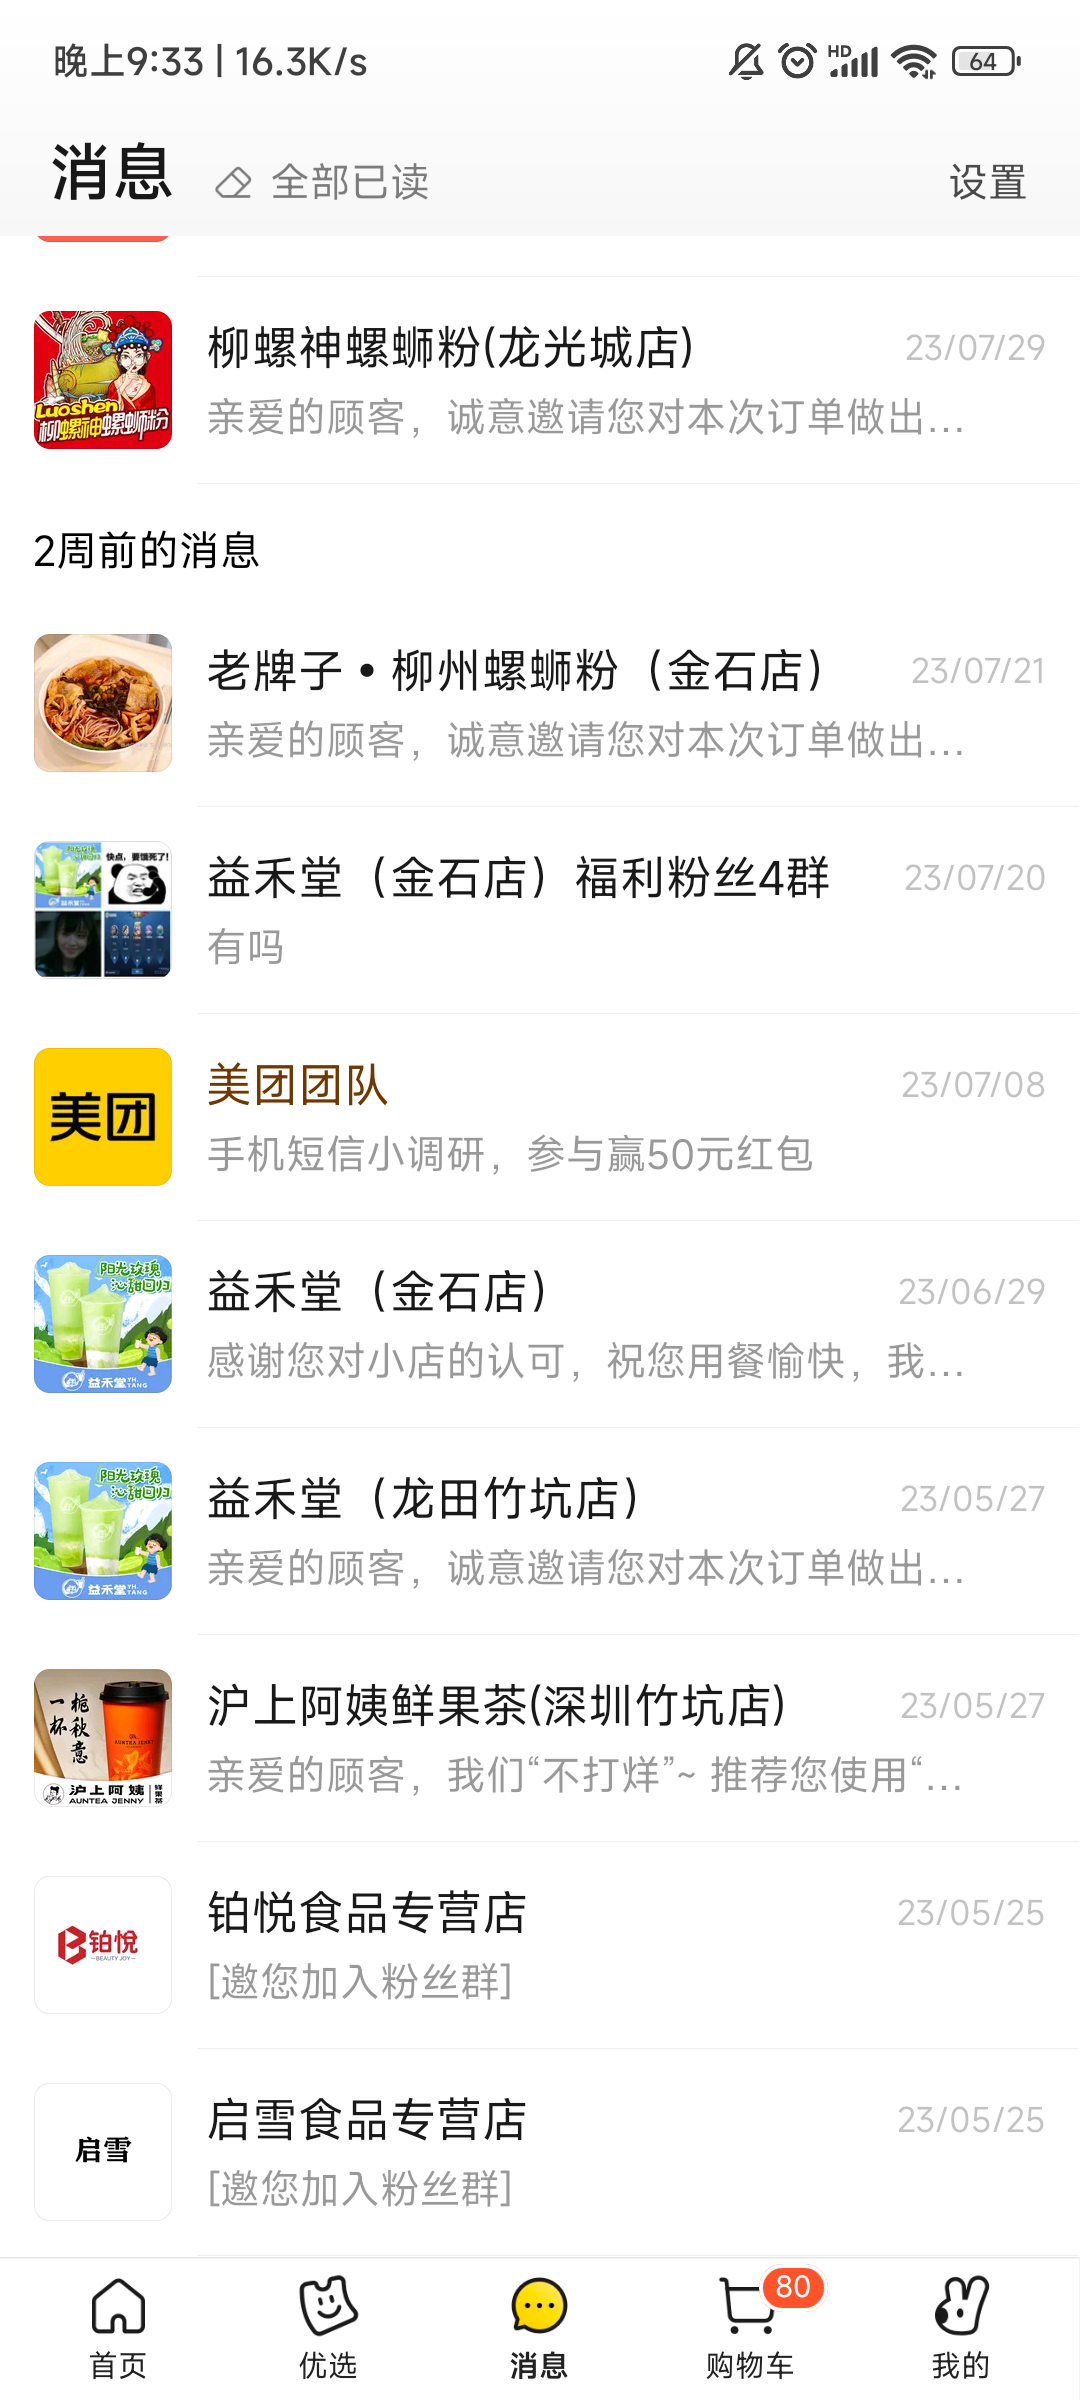 晚上9:33 | 16.3K/s
HD
64
消息 全部已读 设置
Luoshen
柳螺神螺蛳粉
柳螺神螺蛳粉(龙光城店) 23/07/29
亲爱的顾客，诚意邀请您对本次订单做出...
2周前的消息
老牌子•柳州螺蛳粉（金石店） 23/07/21
亲爱的顾客，诚意邀请您对本次订单做出...
快点，要饿死了!
益禾堂（金石店）福利粉丝4群 23/07/20
有吗
美团
美团团队 23/07/08
手机短信小调研，参与赢50元红包
阳光玫瑰
沁甜回归
益禾堂 YH.TANG
益禾堂（金石店） 23/06/29
感谢您对小店的认可，祝您用餐愉快，我...
阳光玫瑰
沁甜回归
益禾堂 YH.TANG
益禾堂（龙田竹坑店） 23/05/27
亲爱的顾客，诚意邀请您对本次订单做出...
一杯
栀秋意
沪上阿姨 鲜果茶
AUNTEA JENNY
沪上阿姨鲜果茶(深圳竹坑店) 23/05/27
亲爱的顾客，我们“不打烊”~ 推荐您使用“...
铂悦
BEAUTY JOY
铂悦食品专营店 23/05/25
[邀您加入粉丝群]
启雪
启雪食品专营店 23/05/25
[邀您加入粉丝群]
80
首页 优选 消息 购物车 我的